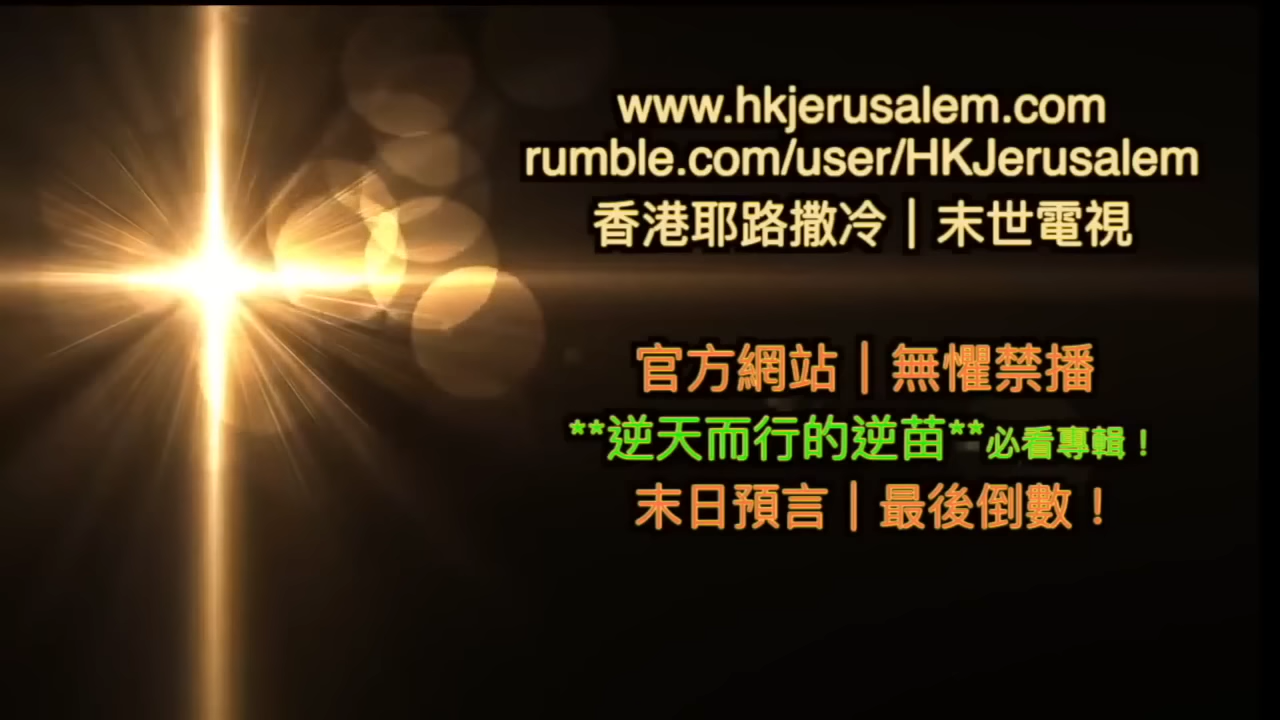 www.hkjerusalem.com
rumble.com/user/HKJerusalem
香港耶路撒冷｜末世電視
官方網站｜無懼禁播
**逆天而行的逆苗**必看專輯！
末日預言｜最後倒數！